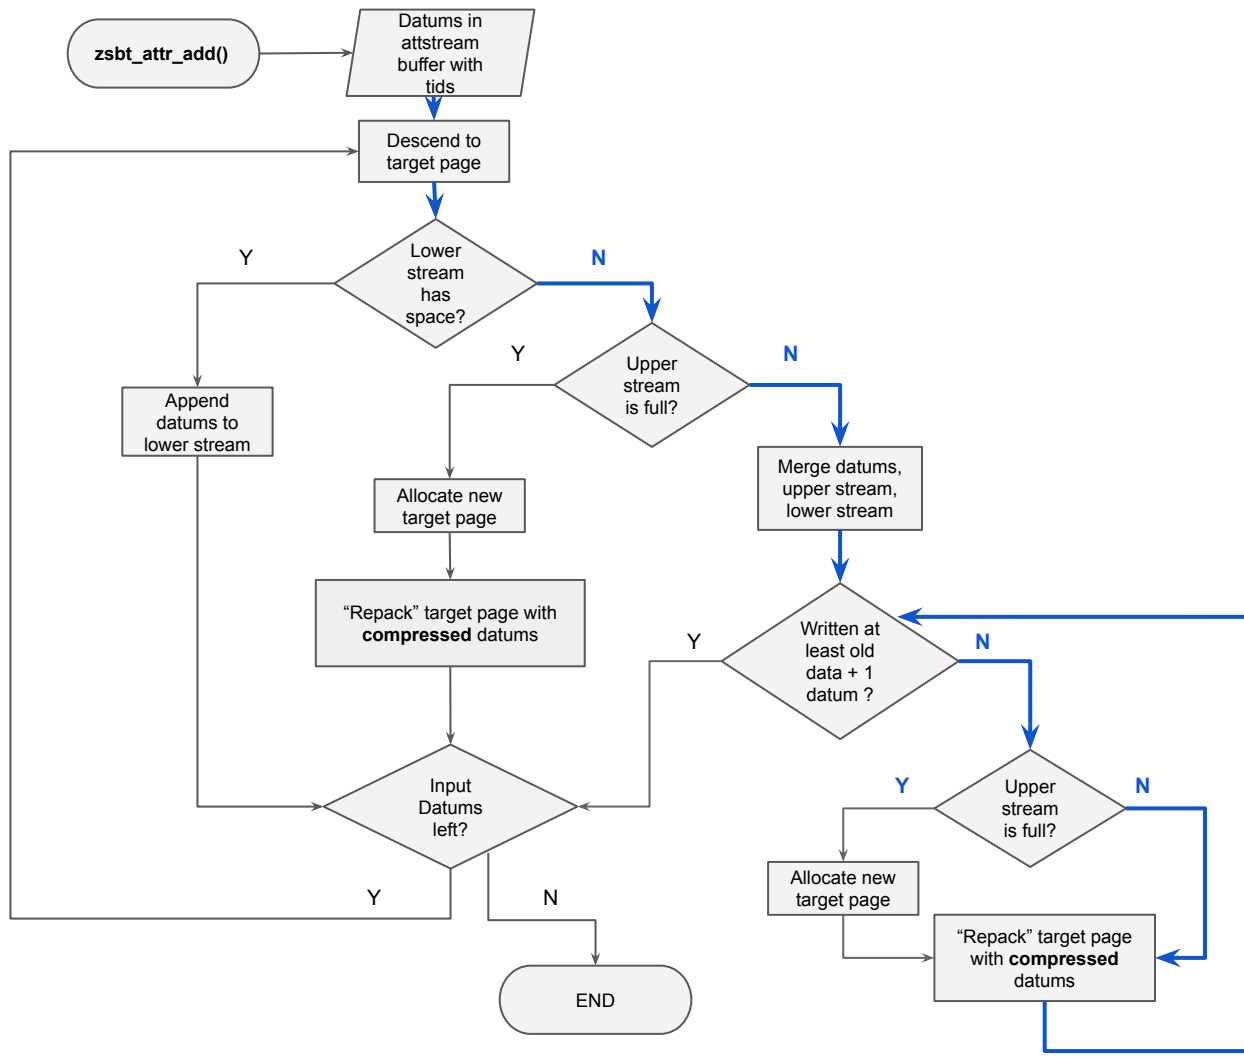 zsbt_attr_add()
Datums in
attstream
buffer with
tids
Descend to
target page
Lower
stream
has
space?
Y
N
Append
datums to
lower stream
Upper
stream
is full?
Y
N
Allocate new
target page
“Repack” target page with
compressed datums
Merge datums,
upper stream,
lower stream
Written at
least old
data + 1
datum ?
Y
N
Input
Datums
left?
Y
N
END
Upper
stream
is full?
Y
N
Allocate new
target page
“Repack” target page
with compressed
datums